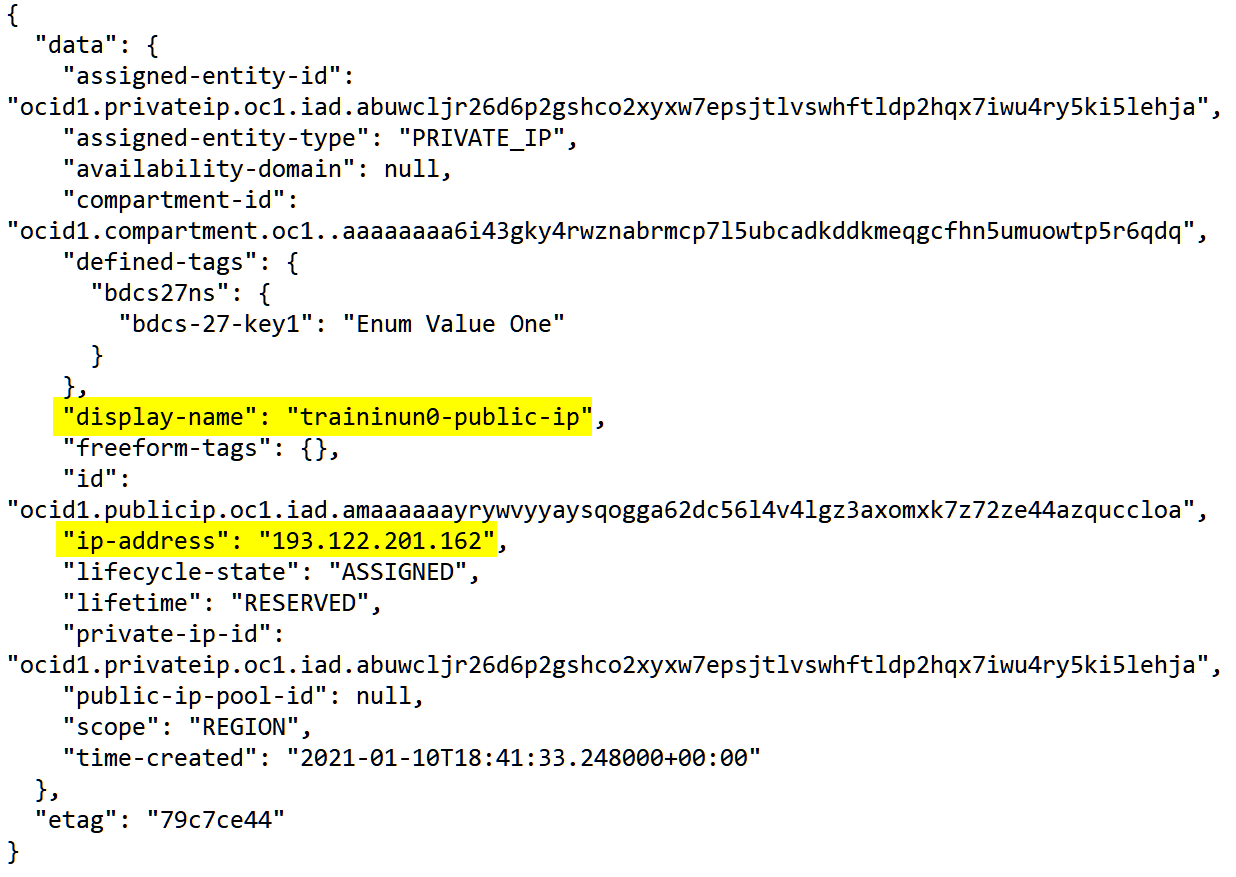 {
  "data": {
    "assigned-entity-id":
"ocid1.privateip.oc1.iad.abuwcljr26d6p2gshco2xyxw7epsjtlvswhftldp2hqx7iwu4ry5ki5lehja",
    "assigned-entity-type": "PRIVATE_IP",
    "availability-domain": null,
    "compartment-id":
"ocid1.compartment.oc1..aaaaaaaa6i43gky4rwznabrmcp7l5ubcadkddkmeqgcfhn5umuowtp5r6qdq",
    "defined-tags": {
      "bdcs27ns": {
        "bdcs-27-key1": "Enum Value One"
      }
    },
    "display-name": "traininun0-public-ip",
    "freeform-tags": {},
    "id":
"ocid1.publicip.oc1.iad.amaaaaaayrywvyyaysqogga62dc56l4v4lgz3axomxk7z72ze44azquccloa",
    "ip-address": "193.122.201.162",
    "lifecycle-state": "ASSIGNED",
    "lifetime": "RESERVED",
    "private-ip-id":
"ocid1.privateip.oc1.iad.abuwcljr26d6p2gshco2xyxw7epsjtlvswhftldp2hqx7iwu4ry5ki5lehja",
    "public-ip-pool-id": null,
    "scope": "REGION",
    "time-created": "2021-01-10T18:41:33.248000+00:00"
  },
  "etag": "79c7ce44"
}